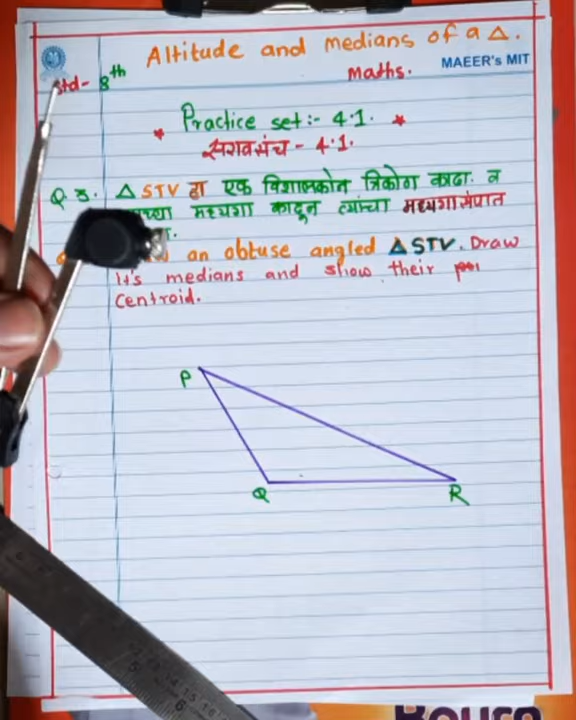 Altitude and medians of a △.
Std- 8th
Maths.
MAEER's MIT
* Practice set:- 4.1. *
सरावसंच - 4.1.
Q 3. △ STV हा एक विशालकोन त्रिकोण काढा. व
मध्यगा काढून त्यांचा मध्यगासंपात
an obtuse angled △STV. Draw
It's medians and show their
Centroid.
P
Q
R